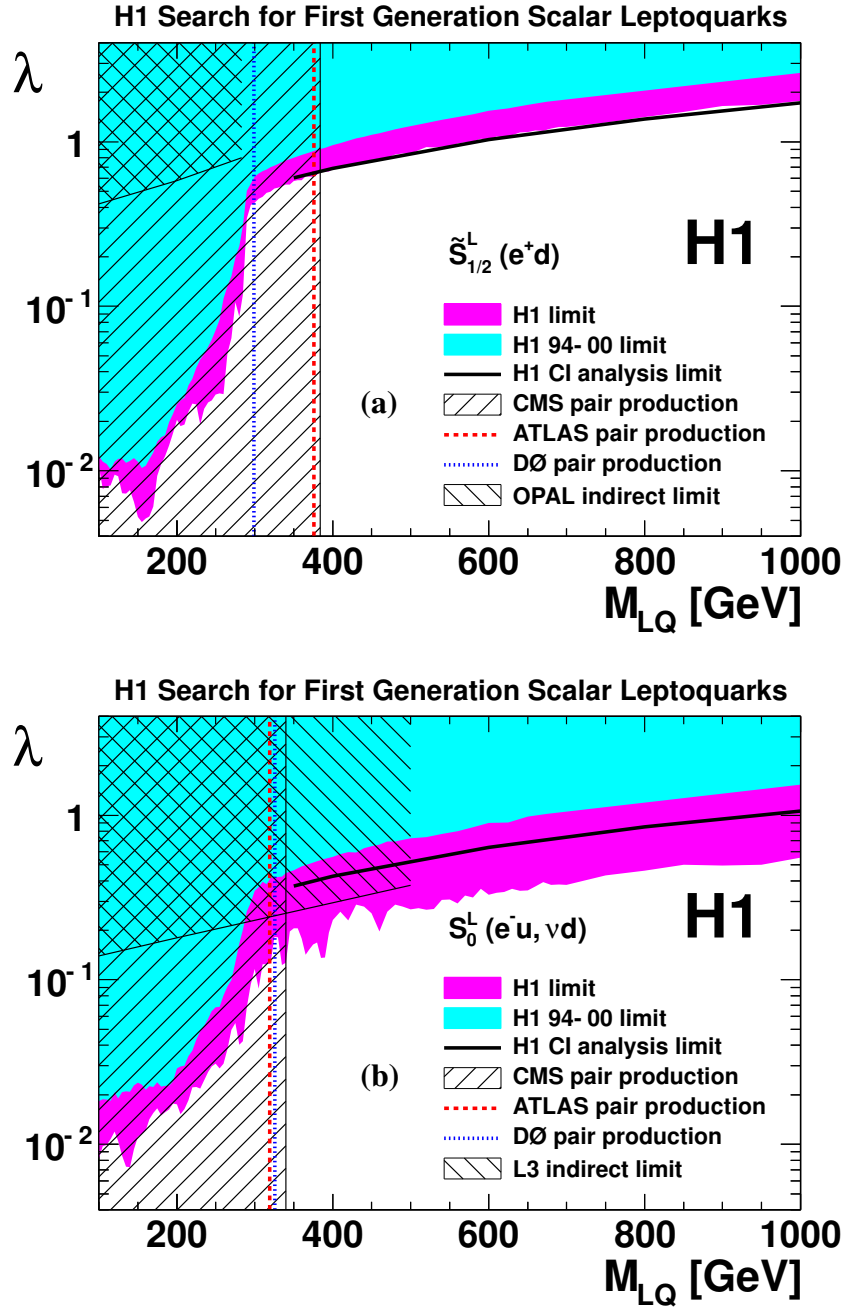 H1 Search for First Generation Scalar Leptoquarks
λ
1
10⁻¹
10⁻²
S̃ᴸ₁/₂ (e⁺d)
H1
H1 limit
H1 94- 00 limit
H1 CI analysis limit
(a)
CMS pair production
ATLAS pair production
DØ pair production
OPAL indirect limit
200 400 600 800 1000
M_LQ [GeV]
H1 Search for First Generation Scalar Leptoquarks
λ
1
10⁻¹
10⁻²
S₀ᴸ (e⁻u, νd)
H1
H1 limit
H1 94- 00 limit
H1 CI analysis limit
(b)
CMS pair production
ATLAS pair production
DØ pair production
L3 indirect limit
200 400 600 800 1000
M_LQ [GeV]